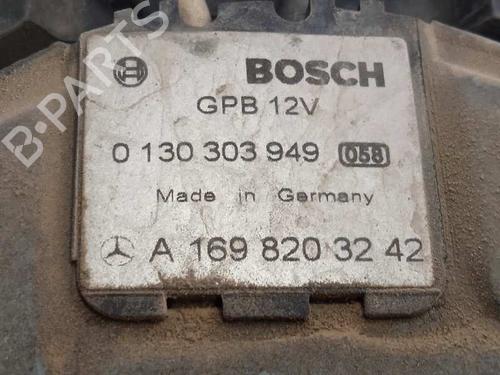 B-PARTS
BOSCH
GPB 12V
0 130 303 949 058
Made in Germany
A 169 820 32 42